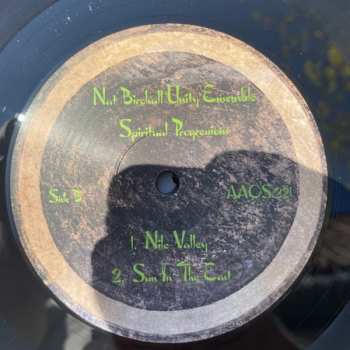 Nat Birchall Unity Ensemble
Spiritual Progressions
Side B
AAOS221
1. Nile Valley
2. Sun In The East